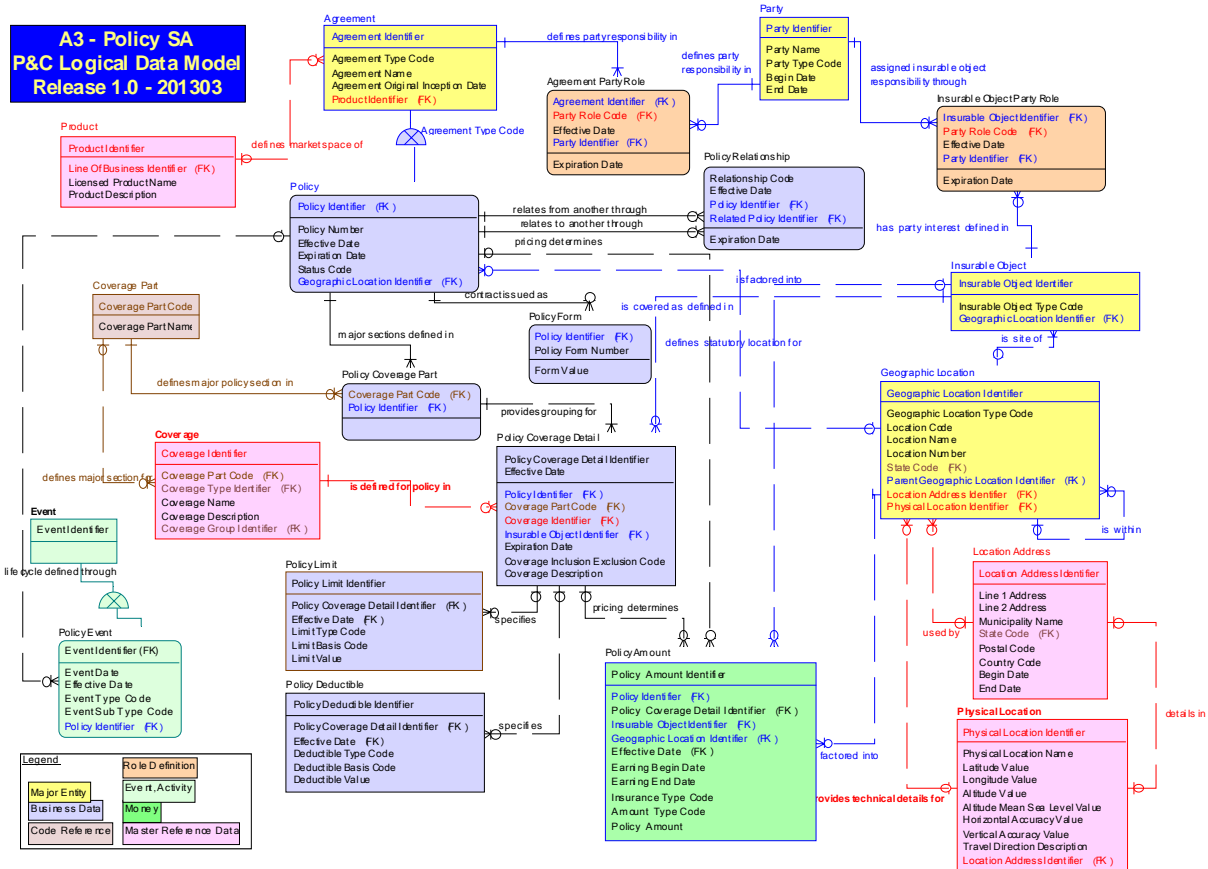 A3 - Policy SA
P&C Logical Data Model
Release 1.0 - 201303
Agreement
Agreement Identifier
Agreement Type Code
Agreement Name
Agreement Original Inception Date
Product Identifier (FK)
defines party responsibility in
Party
Party Identifier
Party Name
Party Type Code
Begin Date
End Date
defines party
responsibility in
assigned insurable object
responsibility through
Agreement Party Role
Agreement Identifier (FK)
Party Role Code (FK)
Effective Date
Party Identifier (FK)
Expiration Date
Insurable Object Party Role
Insurable Object Identifier (FK)
Party Role Code (FK)
Effective Date
Party Identifier (FK)
Expiration Date
Product
Product Identifier
Line Of Business Identifier (FK)
Licensed Product Name
Product Description
defines market space of
Agreement Type Code
Policy Relationship
Relationship Code
Effective Date
Policy Identifier (FK)
Related Policy Identifier (FK)
Expiration Date
Policy
Policy Identifier (FK)
Policy Number
Effective Date
Expiration Date
Status Code
Geographic Location Identifier (FK)
relates from another through
relates to another through
pricing determines
has party interest defined in
Insurable Object
Insurable Object Identifier
Insurable Object Type Code
Geographic Location Identifier (FK)
is factored into
is covered as defined in
defines statutory location for
is site of
contract issued as
Coverage Part
Coverage Part Code
Coverage Part Name
major sections defined in
Policy Form
Policy Identifier (FK)
Policy Form Number
Form Value
defines major policy section in
Policy Coverage Part
Coverage Part Code (FK)
Policy Identifier (FK)
provides grouping for
Geographic Location
Geographic Location Identifier
Geographic Location Type Code
Location Code
Location Name
Location Number
State Code (FK)
Parent Geographic Location Identifier (FK)
Location Address Identifier (FK)
Physical Location Identifier (FK)
is within
Coverage
Coverage Identifier
Coverage Part Code (FK)
Coverage Type Identifier (FK)
Coverage Name
Coverage Description
Coverage Group Identifier (FK)
defines major section for
is defined for policy in
Policy Coverage Detail
Policy Coverage Detail Identifier
Effective Date
Policy Identifier (FK)
Coverage Part Code (FK)
Coverage Identifier (FK)
Insurable Object Identifier (FK)
Expiration Date
Coverage Inclusion Exclusion Code
Coverage Description
Event
Event Identifier
life cycle defined through
Policy Event
Event Identifier (FK)
Event Date
Effective Date
Event Type Code
Event Sub Type Code
Policy Identifier (FK)
Policy Limit
Policy Limit Identifier
Policy Coverage Detail Identifier (FK)
Effective Date (FK)
Limit Type Code
Limit Basis Code
Limit Value
specifies
pricing determines
Policy Deductible
Policy Deductible Identifier
Policy Coverage Detail Identifier (FK)
Effective Date (FK)
Deductible Type Code
Deductible Basis Code
Deductible Value
specifies
Policy Amount
Policy Amount Identifier
Policy Identifier (FK)
Policy Coverage Detail Identifier (FK)
Insurable Object Identifier (FK)
Geographic Location Identifier (FK)
Effective Date (FK)
Earning Begin Date
Earning End Date
Insurance Type Code
Amount Type Code
Policy Amount
factored into
Location Address
Location Address Identifier
Line 1 Address
Line 2 Address
Municipality Name
State Code (FK)
Postal Code
Country Code
Begin Date
End Date
used by
details in
Physical Location
Physical Location Identifier
Physical Location Name
Latitude Value
Longitude Value
Altitude Value
Altitude Mean Sea Level Value
Horizontal Accuracy Value
Vertical Accuracy Value
Travel Direction Description
Location Address Identifier (FK)
provides technical details for
Legend
Major Entity
Business Data
Code Reference
Role Definition
Event, Activity
Money
Master Reference Data